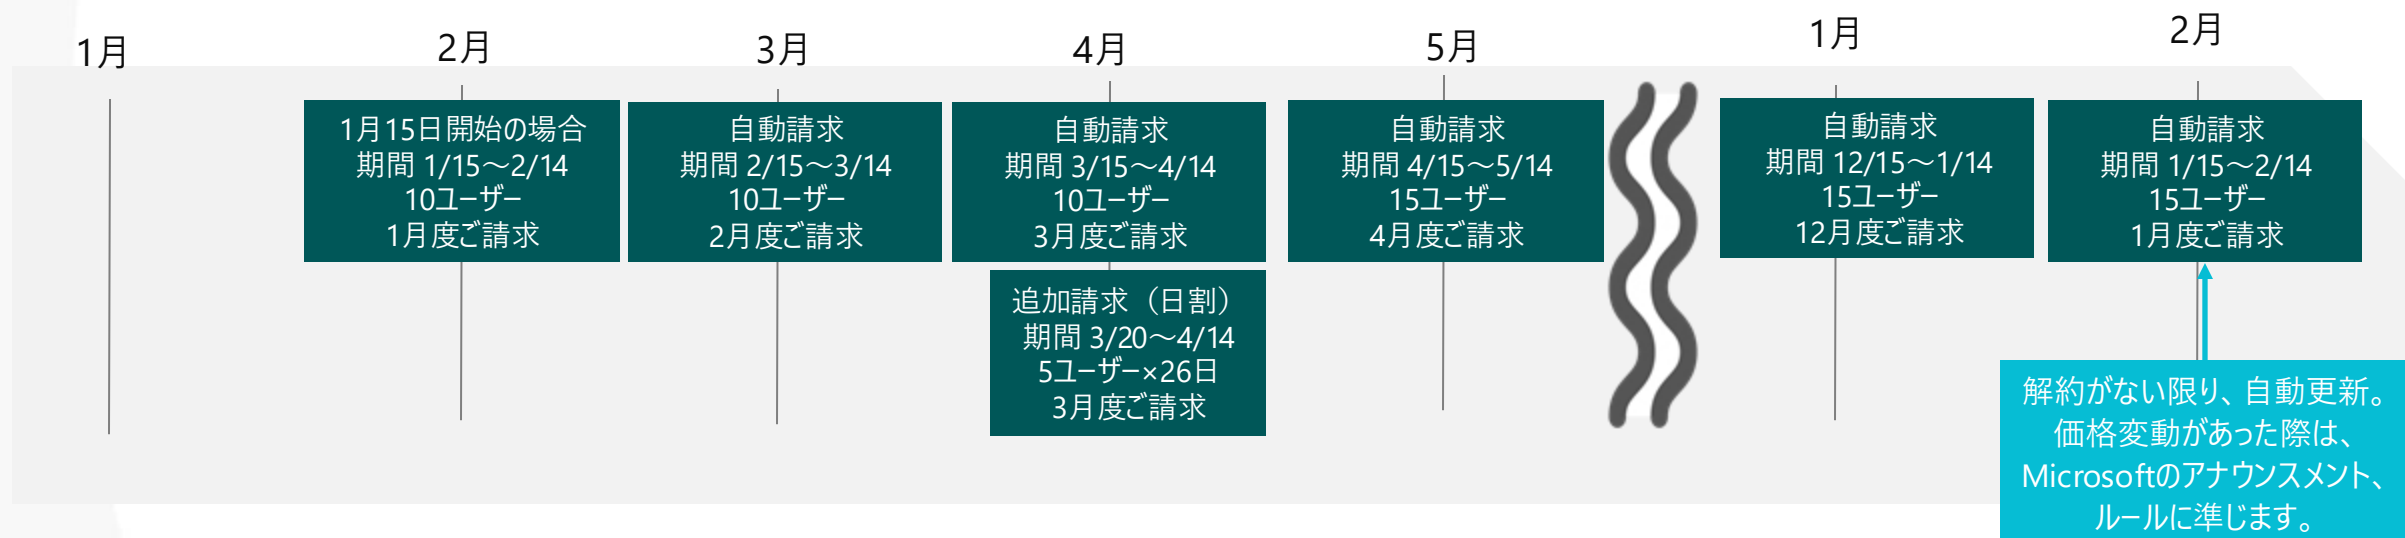 1月
2月
3月
4月
5月
1月
2月
1月15日開始の場合
期間 1/15～2/14
10ユーザー
1月度ご請求
自動請求
期間 2/15～3/14
10ユーザー
2月度ご請求
自動請求
期間 3/15～4/14
10ユーザー
3月度ご請求
追加請求（日割）
期間 3/20～4/14
5ユーザー×26日
3月度ご請求
自動請求
期間 4/15～5/14
15ユーザー
4月度ご請求
自動請求
期間 12/15～1/14
15ユーザー
12月度ご請求
自動請求
期間 1/15～2/14
15ユーザー
1月度ご請求
解約がない限り、自動更新。
価格変動があった際は、
Microsoftのアナウンスメント、
ルールに準じます。